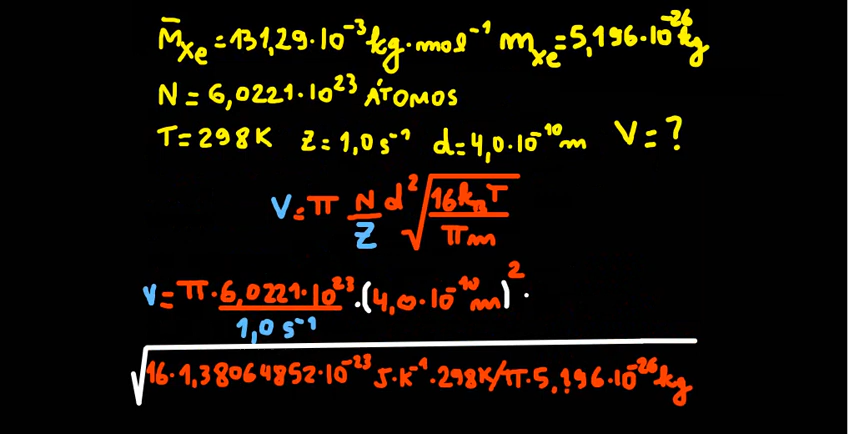 M̄Xe = 131,29·10⁻³ kg·mol⁻¹ mXe = 5,196·10⁻²⁶ kg
N = 6,0221·10²³ ÁTOMOS
T = 298 K Z = 1,0 s⁻¹ d = 4,0·10⁻¹⁰ m V = ?
V = π N/Z d² √(16kBT/πm)
V = π · 6,0221·10²³/1,0 s⁻¹ · (4,0·10⁻¹⁰ m)² ·
√(16·1,38064852·10⁻²³ J·K⁻¹·298K/π·5,196·10⁻²⁶ kg)